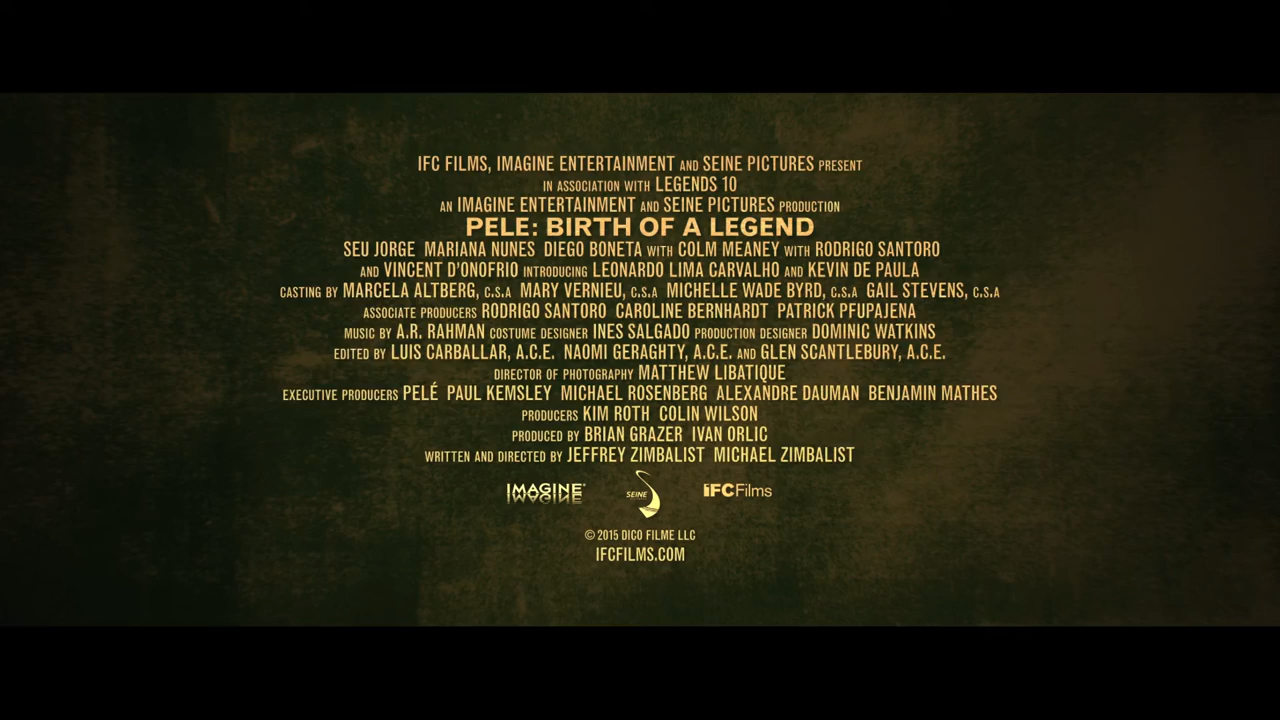 IFC FILMS, IMAGINE ENTERTAINMENT AND SEINE PICTURES PRESENT
IN ASSOCIATION WITH LEGENDS 10
AN IMAGINE ENTERTAINMENT AND SEINE PICTURES PRODUCTION
PELE: BIRTH OF A LEGEND
SEU JORGE MARIANA NUNES DIEGO BONETA WITH COLM MEANEY WITH RODRIGO SANTORO
AND VINCENT D'ONOFRIO INTRODUCING LEONARDO LIMA CARVALHO AND KEVIN DE PAULA
CASTING BY MARCELA ALTBERG, C.S.A MARY VERNIEU, C.S.A MICHELLE WADE BYRD, C.S.A GAIL STEVENS, C.S.A
ASSOCIATE PRODUCERS RODRIGO SANTORO CAROLINE BERNHARDT PATRICK PFUPAJENA
MUSIC BY A.R. RAHMAN COSTUME DESIGNER INES SALGADO PRODUCTION DESIGNER DOMINIC WATKINS
EDITED BY LUIS CARBALLAR, A.C.E. NAOMI GERAGHTY, A.C.E. AND GLEN SCANTLEBURY, A.C.E.
DIRECTOR OF PHOTOGRAPHY MATTHEW LIBATIQUE
EXECUTIVE PRODUCERS PELÉ PAUL KEMSLEY MICHAEL ROSENBERG ALEXANDRE DAUMAN BENJAMIN MATHES
PRODUCERS KIM ROTH COLIN WILSON
PRODUCED BY BRIAN GRAZER IVAN ORLIC
WRITTEN AND DIRECTED BY JEFFREY ZIMBALIST MICHAEL ZIMBALIST
IMAGINE SEINE IFC Films
© 2015 DICO FILME LLC
IFCFILMS.COM